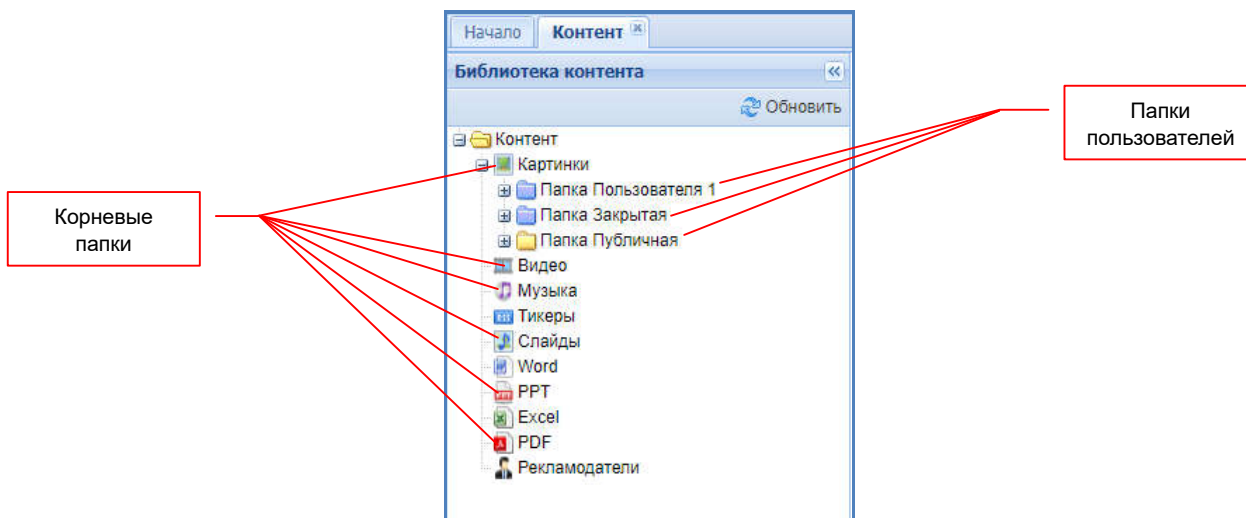 Начало
Контент
Библиотека контента
Обновить
Контент
Картинки
Папка Пользователя 1
Папка Закрытая
Папка Публичная
Видео
Музыка
Тикеры
Слайды
Word
PPT
Excel
PDF
Рекламодатели
Корневые
папки
Папки
пользователей